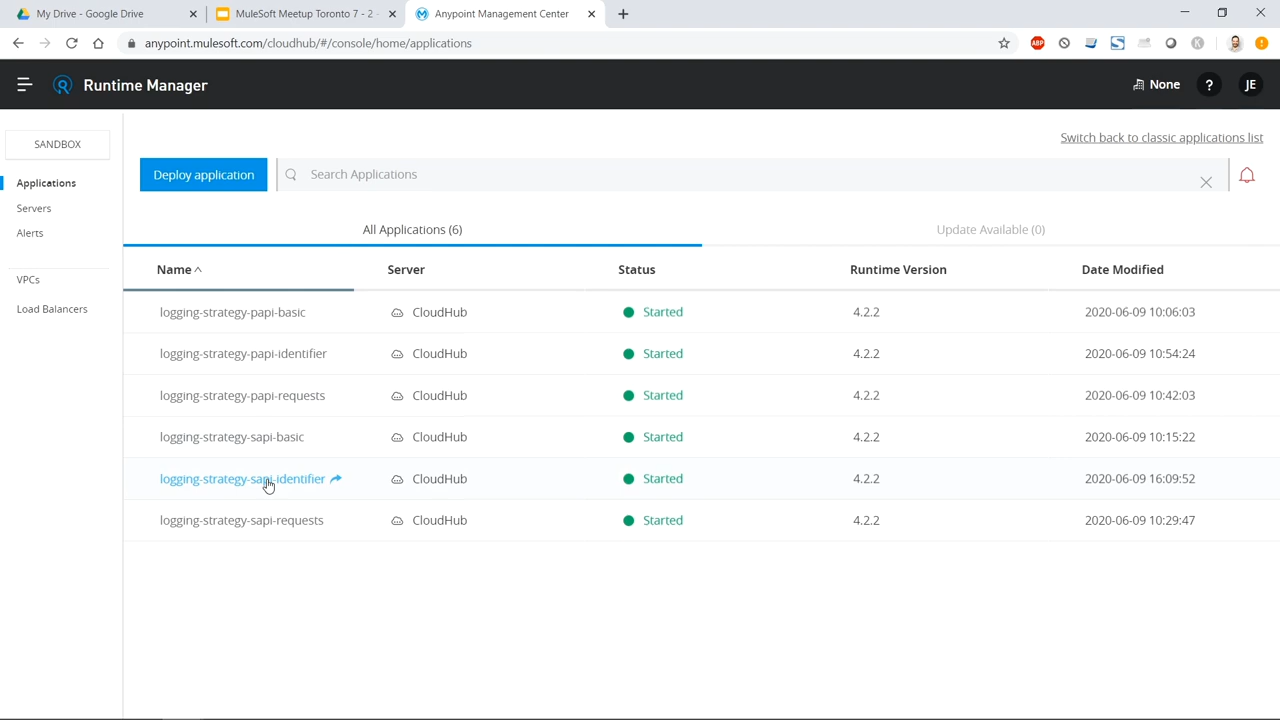 My Drive - Google Drive
MuleSoft Meetup Toronto 7 - 2 -
Anypoint Management Center
anypoint.mulesoft.com/cloudhub/#/console/home/applications
ABP
S
K
Runtime Manager
None
?
JE
SANDBOX
Applications
Servers
Alerts
VPCs
Load Balancers
Switch back to classic applications list
Deploy application
Search Applications
All Applications (6)
Update Available (0)
Name Server Status Runtime Version Date Modified
logging-strategy-papi-basic CloudHub Started 4.2.2 2020-06-09 10:06:03
logging-strategy-papi-identifier CloudHub Started 4.2.2 2020-06-09 10:54:24
logging-strategy-papi-requests CloudHub Started 4.2.2 2020-06-09 10:42:03
logging-strategy-sapi-basic CloudHub Started 4.2.2 2020-06-09 10:15:22
logging-strategy-sapi-identifier CloudHub Started 4.2.2 2020-06-09 16:09:52
logging-strategy-sapi-requests CloudHub Started 4.2.2 2020-06-09 10:29:47